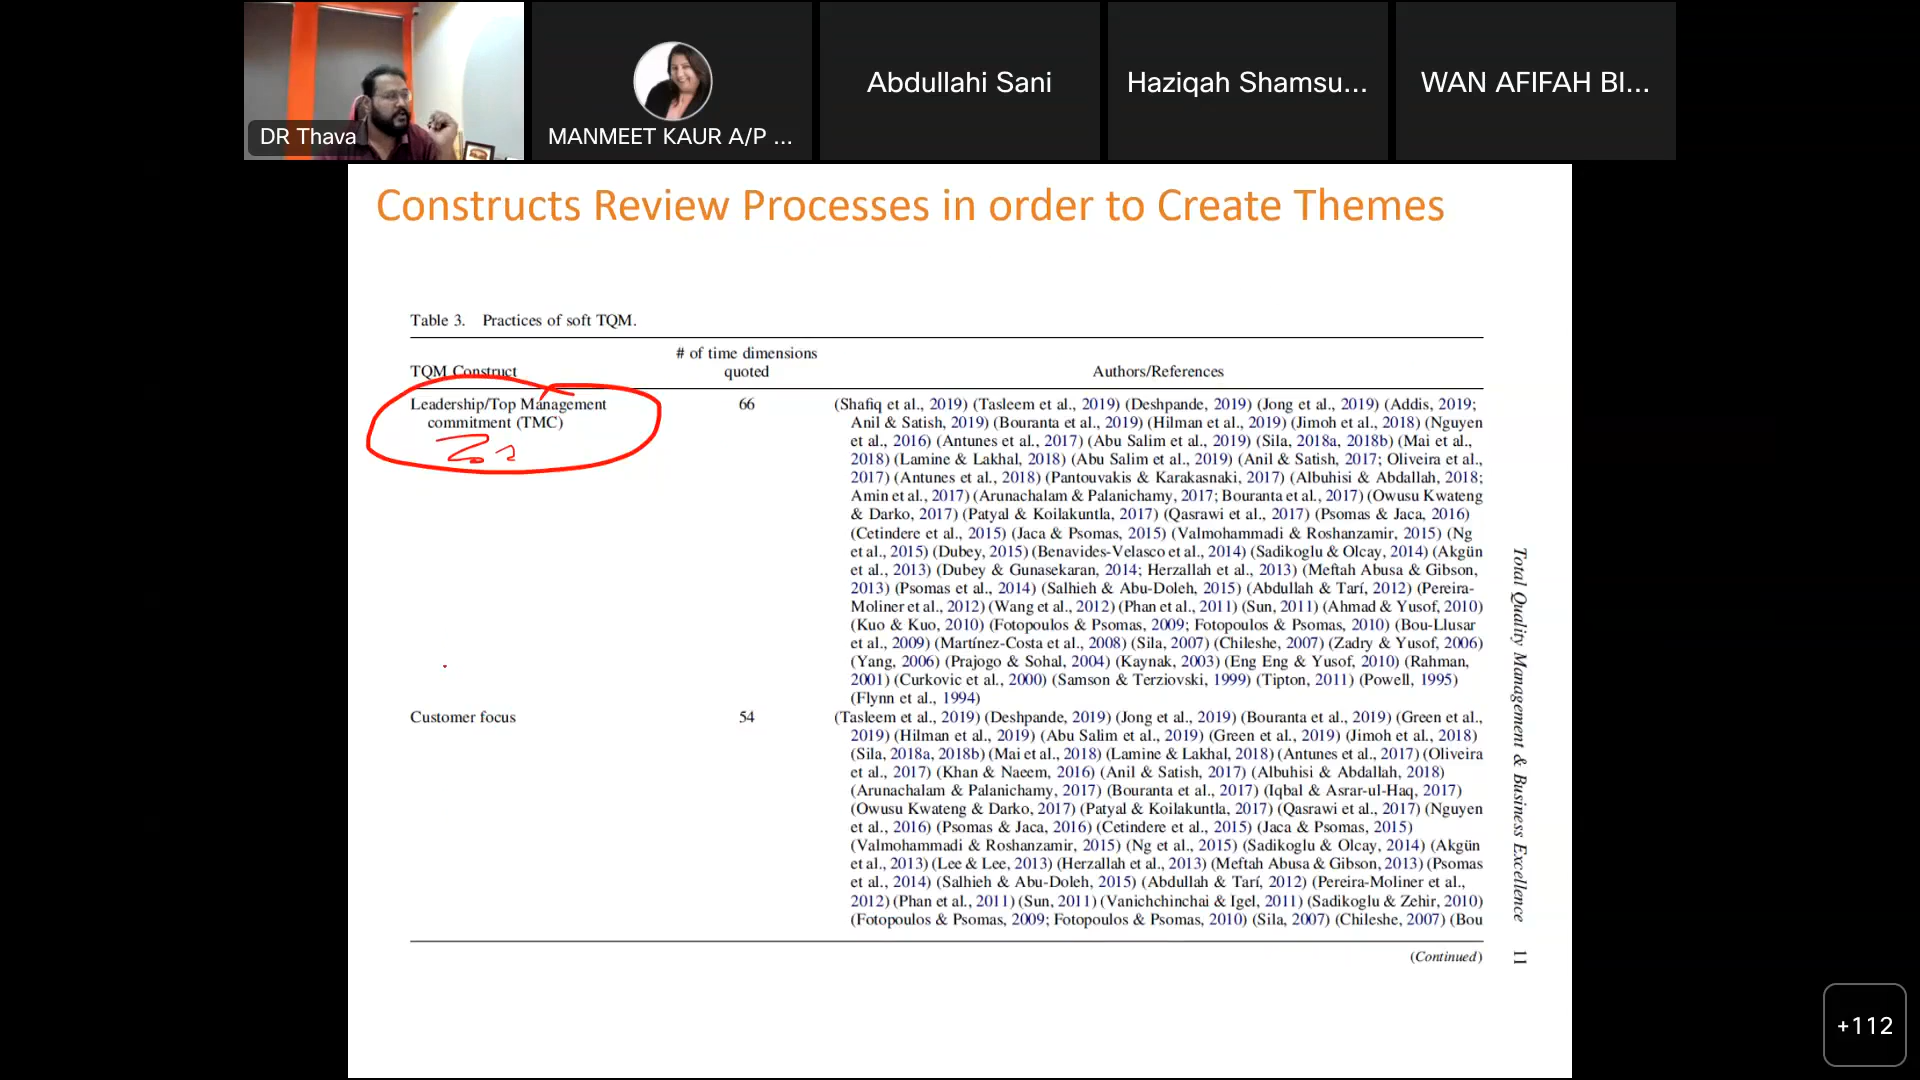 DR Thava
MANMEET KAUR A/P ...
Abdullahi Sani
Haziqah Shamsu...
WAN AFIFAH BI...
Constructs Review Processes in order to Create Themes
Table 3. Practices of soft TQM.
TQM Construct
# of time dimensions
quoted
Authors/References
Leadership/Top Management
commitment (TMC)
66
(Shafiq et al., 2019) (Tasleem et al., 2019) (Deshpande, 2019) (Jong et al., 2019) (Addis, 2019;
Anil & Satish, 2019) (Bouranta et al., 2019) (Hilman et al., 2019) (Jimoh et al., 2018) (Nguyen
et al., 2016) (Antunes et al., 2017) (Abu Salim et al., 2019) (Sila, 2018a, 2018b) (Mai et al.,
2018) (Lamine & Lakhal, 2018) (Abu Salim et al., 2019) (Anil & Satish, 2017; Oliveira et al.,
2017) (Antunes et al., 2018) (Pantouvakis & Karakasnaki, 2017) (Albuhisi & Abdallah, 2018;
Amin et al., 2017) (Arunachalam & Palanichamy, 2017; Bouranta et al., 2017) (Owusu Kwateng
& Darko, 2017) (Patyal & Koilakuntla, 2017) (Qasrawi et al., 2017) (Psomas & Jaca, 2016)
(Cetindere et al., 2015) (Jaca & Psomas, 2015) (Valmohammadi & Roshanzamir, 2015) (Ng
et al., 2015) (Dubey, 2015) (Benavides-Velasco et al., 2014) (Sadikoglu & Olcay, 2014) (Akgün
et al., 2013) (Dubey & Gunasekaran, 2014; Herzallah et al., 2013) (Meftah Abusa & Gibson,
2013) (Psomas et al., 2014) (Salhieh & Abu-Doleh, 2015) (Abdullah & Tarí, 2012) (Pereira-
Moliner et al., 2012) (Wang et al., 2012) (Phan et al., 2011) (Sun, 2011) (Ahmad & Yusof, 2010)
(Kuo & Kuo, 2010) (Fotopoulos & Psomas, 2009; Fotopoulos & Psomas, 2010) (Bou-Llusar
et al., 2009) (Martínez-Costa et al., 2008) (Sila, 2007) (Chileshe, 2007) (Zadry & Yusof, 2006)
(Yang, 2006) (Prajogo & Sohal, 2004) (Kaynak, 2003) (Eng Eng & Yusof, 2010) (Rahman,
2001) (Curkovic et al., 2000) (Samson & Terziovski, 1999) (Tipton, 2011) (Powell, 1995)
(Flynn et al., 1994)
Customer focus
54
(Tasleem et al., 2019) (Deshpande, 2019) (Jong et al., 2019) (Bouranta et al., 2019) (Green et al.,
2019) (Hilman et al., 2019) (Abu Salim et al., 2019) (Green et al., 2019) (Jimoh et al., 2018)
(Sila, 2018a, 2018b) (Mai et al., 2018) (Lamine & Lakhal, 2018) (Antunes et al., 2017) (Oliveira
et al., 2017) (Khan & Naeem, 2016) (Anil & Satish, 2017) (Albuhisi & Abdallah, 2018)
(Arunachalam & Palanichamy, 2017) (Bouranta et al., 2017) (Iqbal & Asrar-ul-Haq, 2017)
(Owusu Kwateng & Darko, 2017) (Patyal & Koilakuntla, 2017) (Qasrawi et al., 2017) (Nguyen
et al., 2016) (Psomas & Jaca, 2016) (Cetindere et al., 2015) (Jaca & Psomas, 2015)
(Valmohammadi & Roshanzamir, 2015) (Ng et al., 2015) (Sadikoglu & Olcay, 2014) (Akgün
et al., 2013) (Lee & Lee, 2013) (Herzallah et al., 2013) (Meftah Abusa & Gibson, 2013) (Psomas
et al., 2014) (Salhieh & Abu-Doleh, 2015) (Abdullah & Tarí, 2012) (Pereira-Moliner et al.,
2012) (Phan et al., 2011) (Sun, 2011) (Vanichchinchai & Igel, 2011) (Sadikoglu & Zehir, 2010)
(Fotopoulos & Psomas, 2009; Fotopoulos & Psomas, 2010) (Sila, 2007) (Chileshe, 2007) (Bou
(Continued)
Total Quality Management & Business Excellence 11
+112